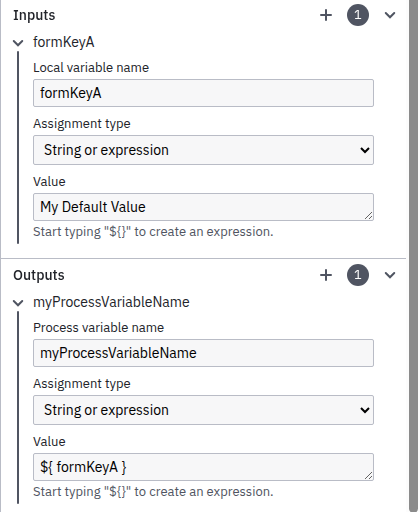 Inputs
1
formKeyA
Local variable name
formKeyA
Assignment type
String or expression
Value
My Default Value
Start typing "${}" to create an expression.
Outputs
1
myProcessVariableName
Process variable name
myProcessVariableName
Assignment type
String or expression
Value
${ formKeyA }
Start typing "${}" to create an expression.